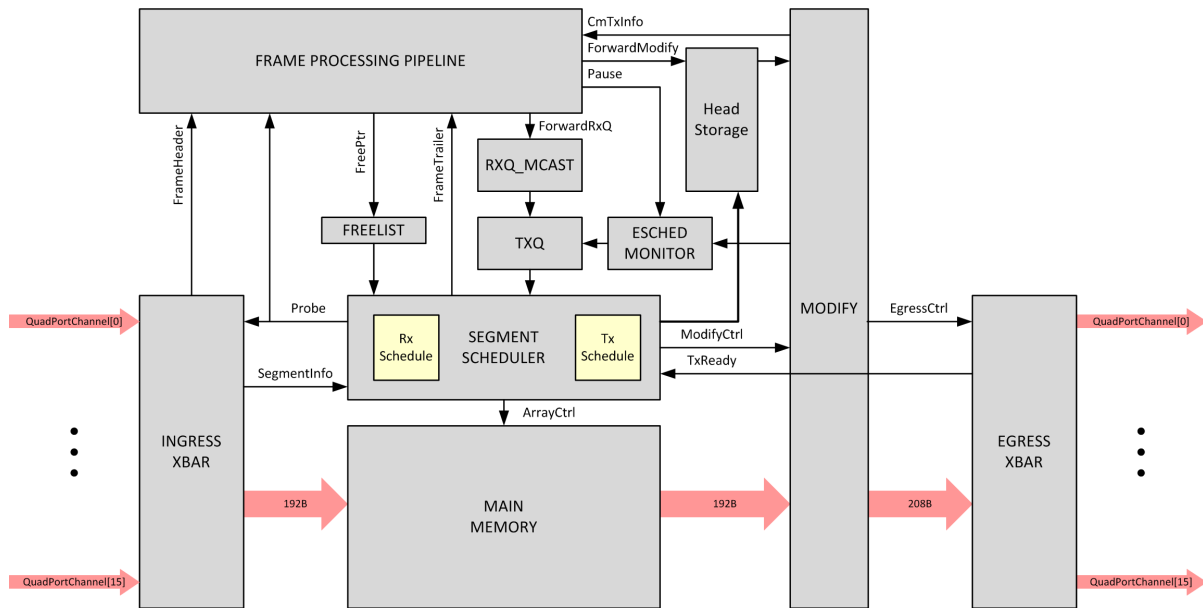 CmTxInfo
FRAME PROCESSING PIPELINE
ForwardModify
Pause
Head
Storage
FrameHeader
FreePtr
FrameTrailer
ForwardRxQ
RXQ_MCAST
FREELIST
TXQ
ESCHED
MONITOR
QuadPortChannel[0]
Probe
Rx
Schedule
SEGMENT
SCHEDULER
Tx
Schedule
ModifyCtrl
TxReady
MODIFY
EgressCtrl
QuadPortChannel[0]
SegmentInfo
ArrayCtrl
INGRESS
XBAR
EGRESS
XBAR
192B
MAIN
MEMORY
192B
208B
QuadPortChannel[15]
QuadPortChannel[15]